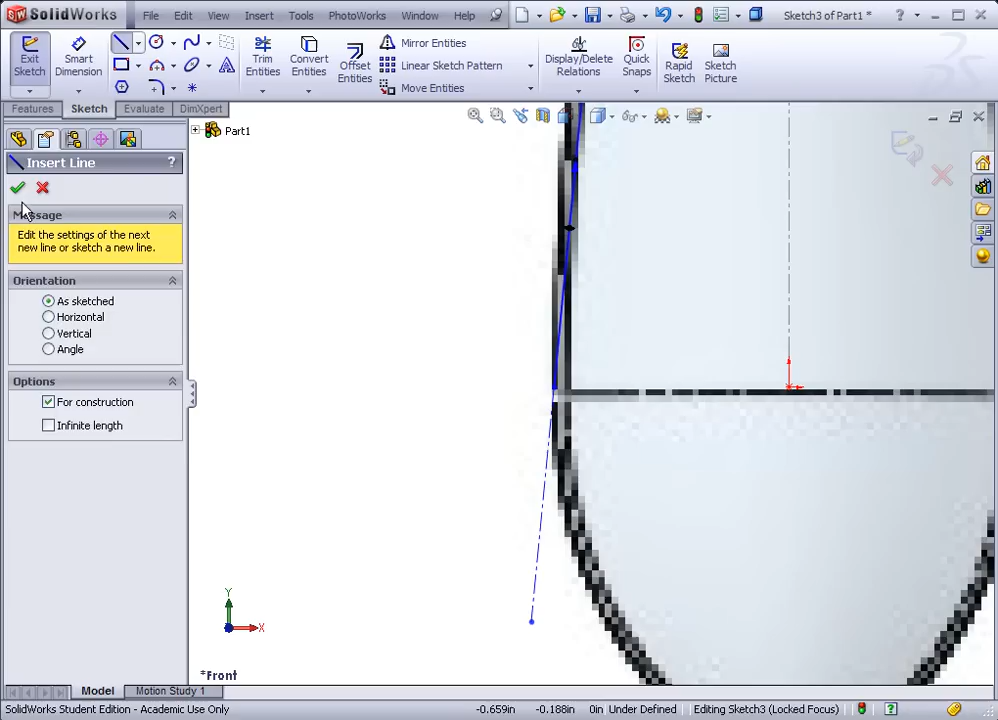 SolidWorks File Edit View Insert Tools PhotoWorks Window Help Sketch3 of Part1 *
Exit Sketch
Smart Dimension
Trim Entities
Convert Entities
Offset Entities
Mirror Entities
Linear Sketch Pattern
Move Entities
Display/Delete Relations
Quick Snaps
Rapid Sketch
Sketch Picture
Features Sketch Evaluate DimXpert
Part1
Insert Line ?
Message
Edit the settings of the next
new line or sketch a new line.
Orientation
As sketched
Horizontal
Vertical
Angle
Options
For construction
Infinite length
Y
X
*Front
Model Motion Study 1
SolidWorks Student Edition - Academic Use Only -0.659in -0.188in 0in Under Defined Editing Sketch3 (Locked Focus)